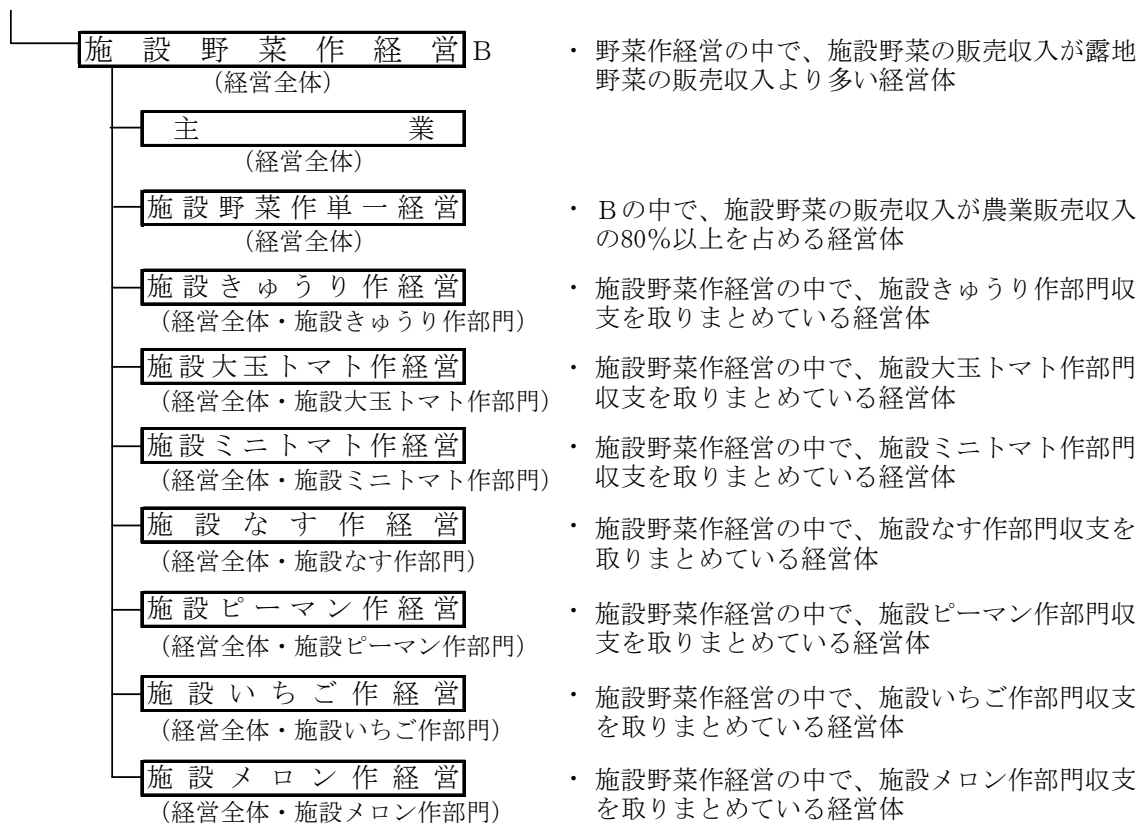 施設野菜作経営B
・ 野菜作経営の中で、施設野菜の販売収入が露地
野菜の販売収入より多い経営体
(経営全体)
主業
(経営全体)
施設野菜作単一経営
・ Ｂの中で、施設野菜の販売収入が農業販売収入
の80％以上を占める経営体
(経営全体)
施設きゅうり作経営
・ 施設野菜作経営の中で、施設きゅうり作部門収
支を取りまとめている経営体
(経営全体・施設きゅうり作部門)
施設大玉トマト作経営
・ 施設野菜作経営の中で、施設大玉トマト作部門
収支を取りまとめている経営体
(経営全体・施設大玉トマト作部門)
施設ミニトマト作経営
・ 施設野菜作経営の中で、施設ミニトマト作部門
収支を取りまとめている経営体
(経営全体・施設ミニトマト作部門)
施設なす作経営
・ 施設野菜作経営の中で、施設なす作部門収支を
取りまとめている経営体
(経営全体・施設なす作部門)
施設ピーマン作経営
・ 施設野菜作経営の中で、施設ピーマン作部門収
支を取りまとめている経営体
(経営全体・施設ピーマン作部門)
施設いちご作経営
・ 施設野菜作経営の中で、施設いちご作部門収支
を取りまとめている経営体
(経営全体・施設いちご作部門)
施設メロン作経営
・ 施設野菜作経営の中で、施設メロン作部門収支
を取りまとめている経営体
(経営全体・施設メロン作部門)